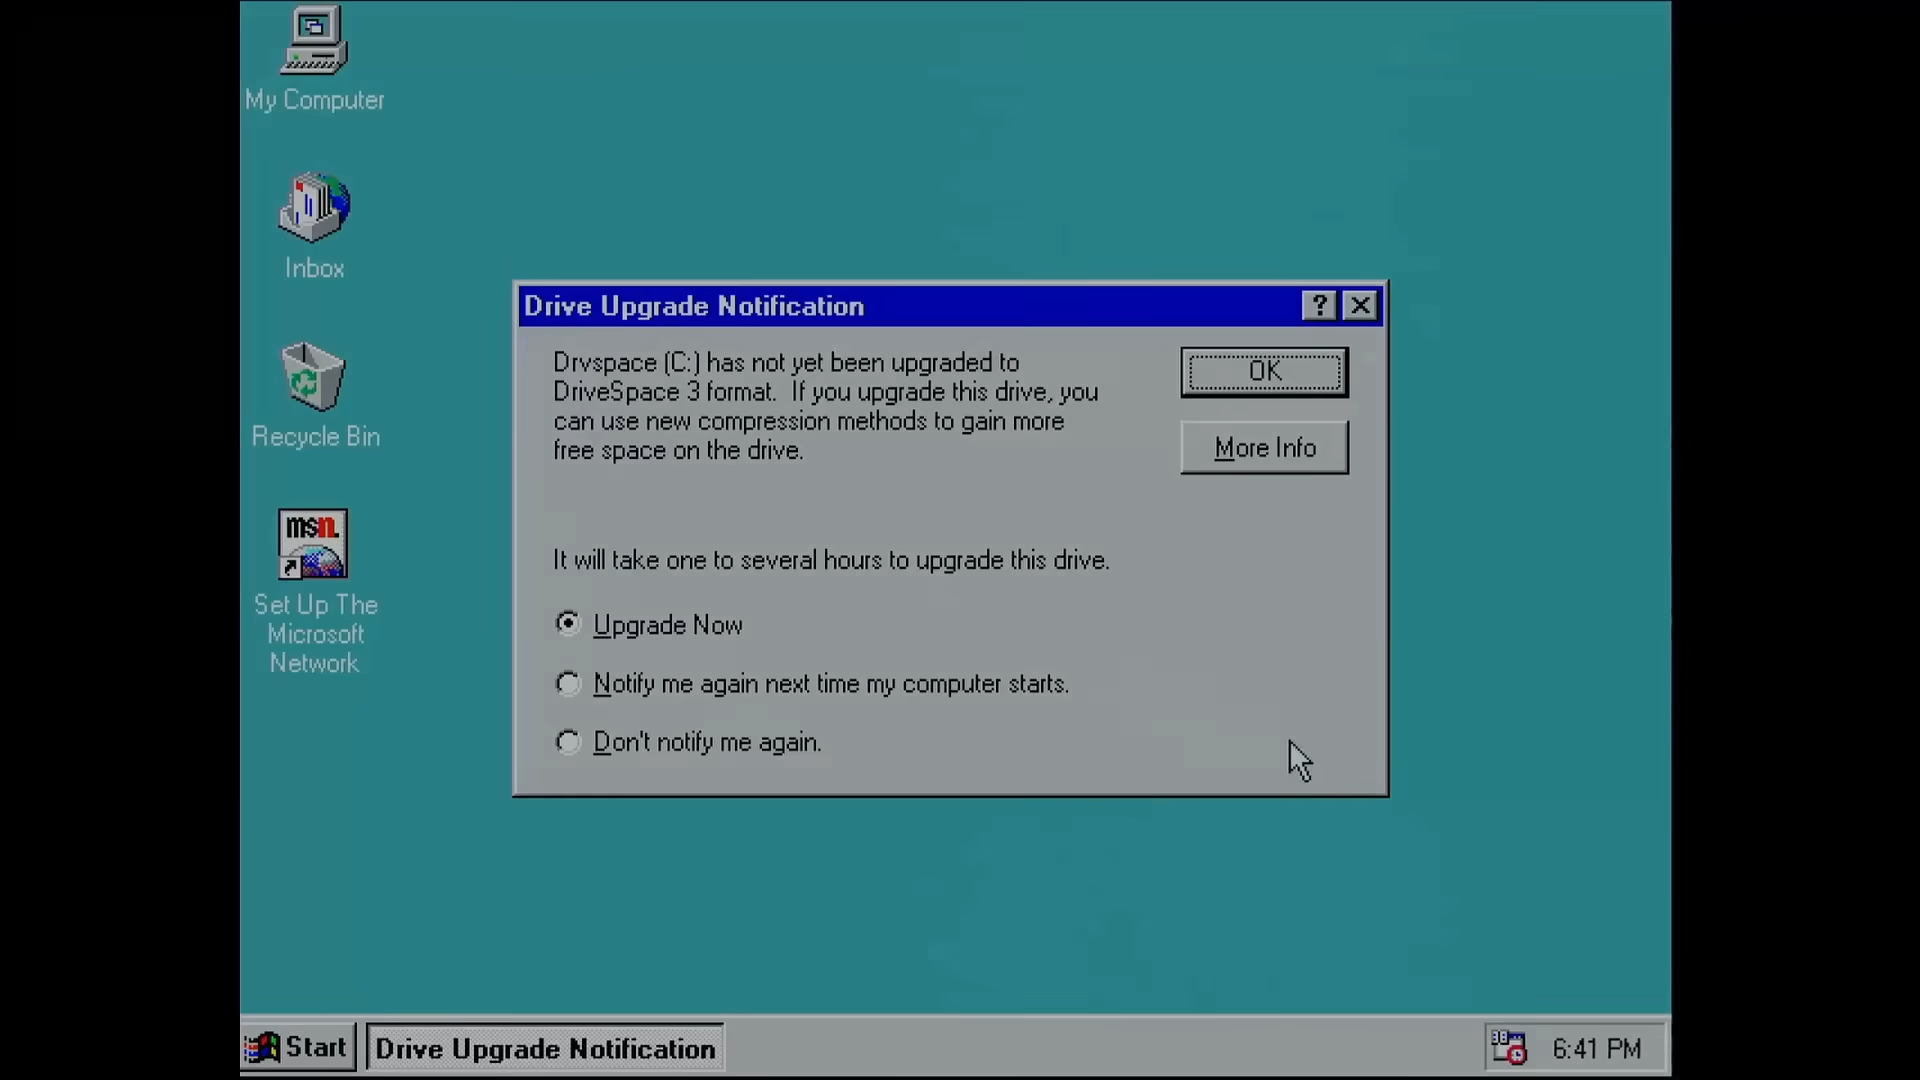 My Computer
Inbox
Recycle Bin
msn.
Set Up The
Microsoft
Network
Drive Upgrade Notification
Drvspace (C:) has not yet been upgraded to
DriveSpace 3 format.  If you upgrade this drive, you
can use new compression methods to gain more
free space on the drive.
OK
More Info
It will take one to several hours to upgrade this drive.
Upgrade Now
Notify me again next time my computer starts.
Don't notify me again.
Start
Drive Upgrade Notification
6:41 PM